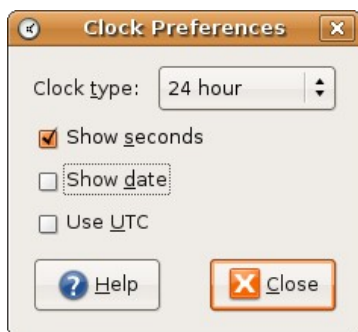 Clock Preferences
Clock type: 24 hour
Show seconds
Show date
Use UTC
Help Close